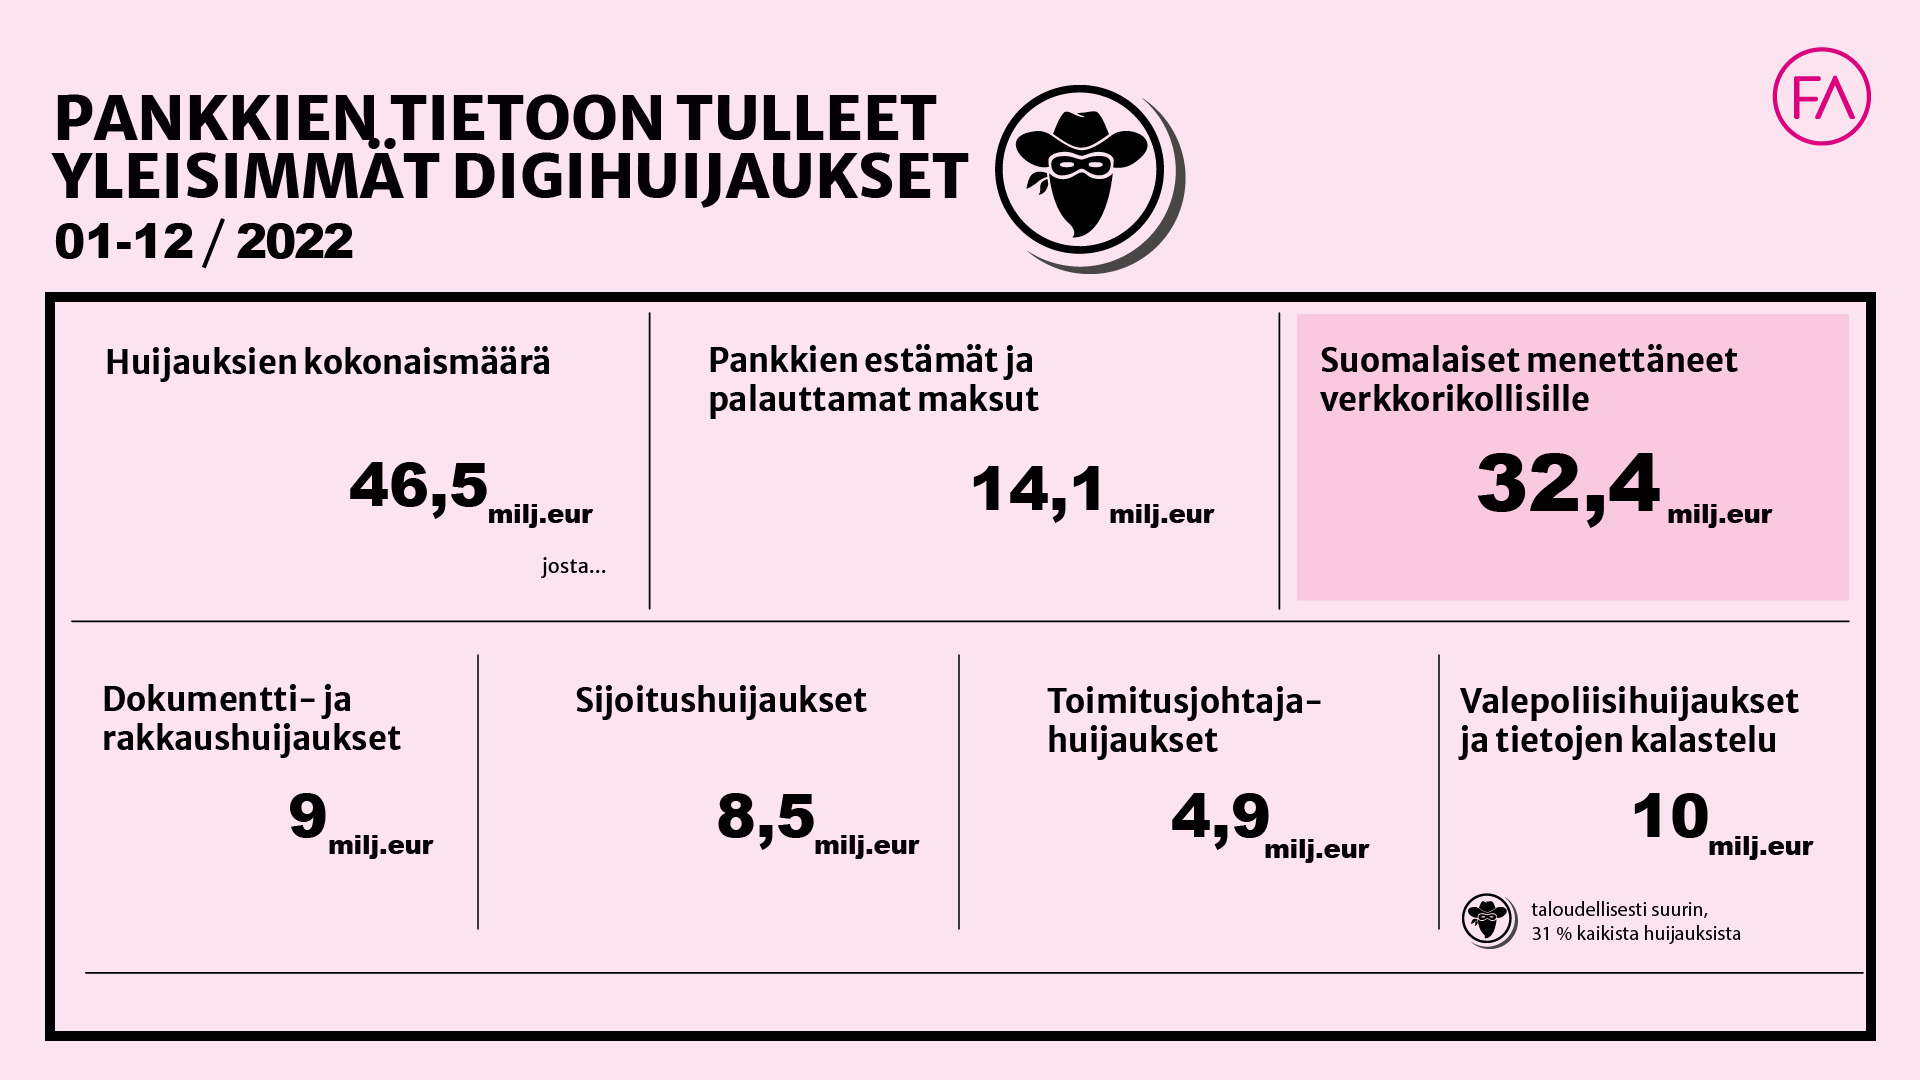 PANKKIEN TIETOON TULLEET
YLEISIMMÄT DIGIHUIJAUKSET
01-12 / 2022
FA
Huijauksien kokonaismäärä
46,5 milj.eur
josta...
Pankkien estämät ja
palauttamat maksut
14,1 milj.eur
Suomalaiset menettäneet
verkkorikollisille
32,4 milj.eur
Dokumentti- ja
rakkaushuijaukset
9 milj.eur
Sijoitushuijaukset
8,5 milj.eur
Toimitusjohtaja-
huijaukset
4,9 milj.eur
Valepoliisihuijaukset
ja tietojen kalastelu
10 milj.eur
taloudellisesti suurin,
31 % kaikista huijauksista